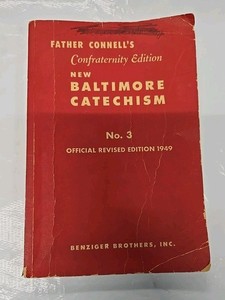 FATHER CONNELL'S
Confraternity Edition
NEW
BALTIMORE
CATECHISM
No. 3
OFFICIAL REVISED EDITION 1949
BENZIGER BROTHERS, INC.